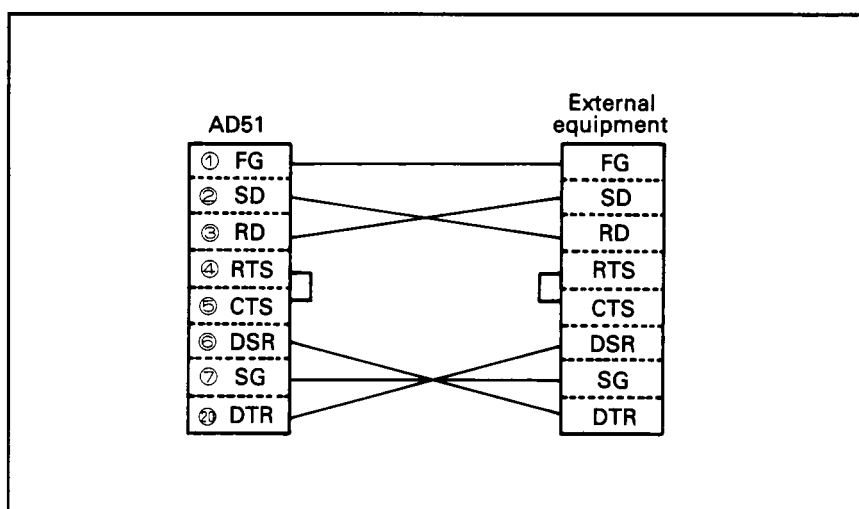 AD51
① FG
② SD
③ RD
④ RTS
⑤ CTS
⑥ DSR
⑦ SG
⑳ DTR
External
equipment
FG
SD
RD
RTS
CTS
DSR
SG
DTR